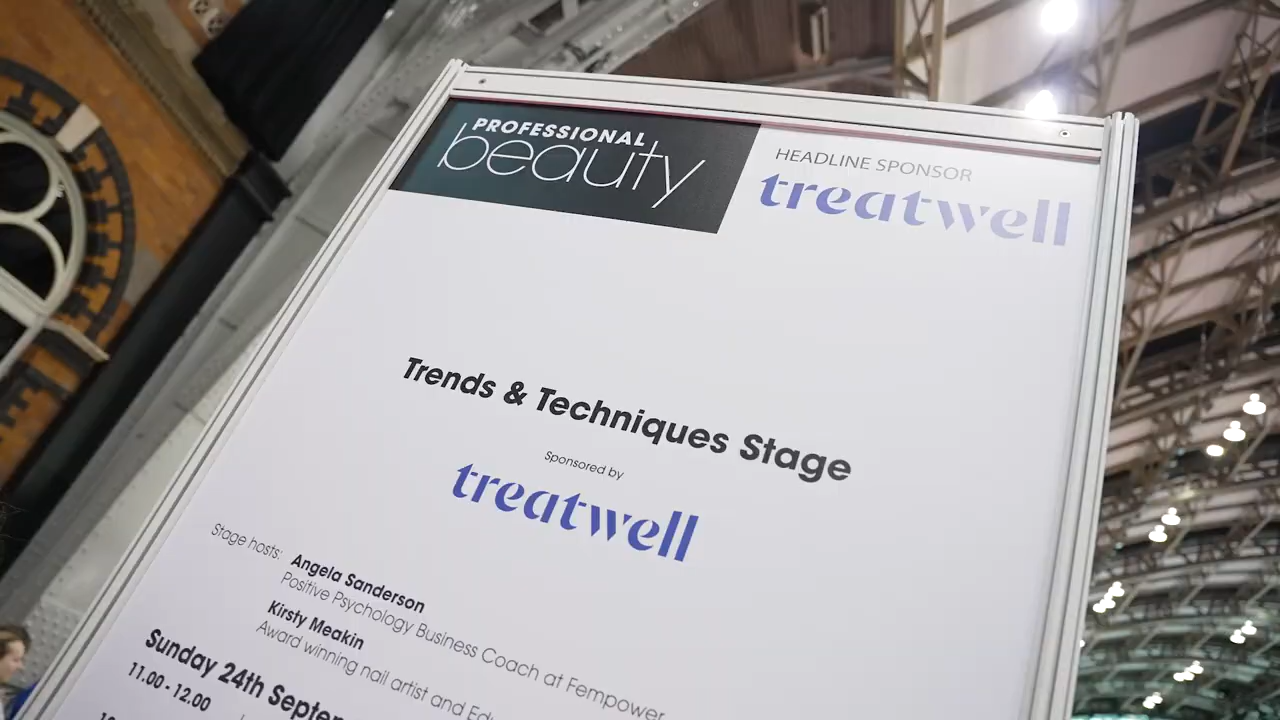 PROFESSIONAL
beauty
HEADLINE SPONSOR
treatwell
Trends & Techniques Stage
Sponsored by
treatwell
Stage hosts: Angela Sanderson
Positive Psychology Business Coach at Fempower
Kirsty Meakin
Award winning nail artist and
Sunday 24th
11.00 - 12.00